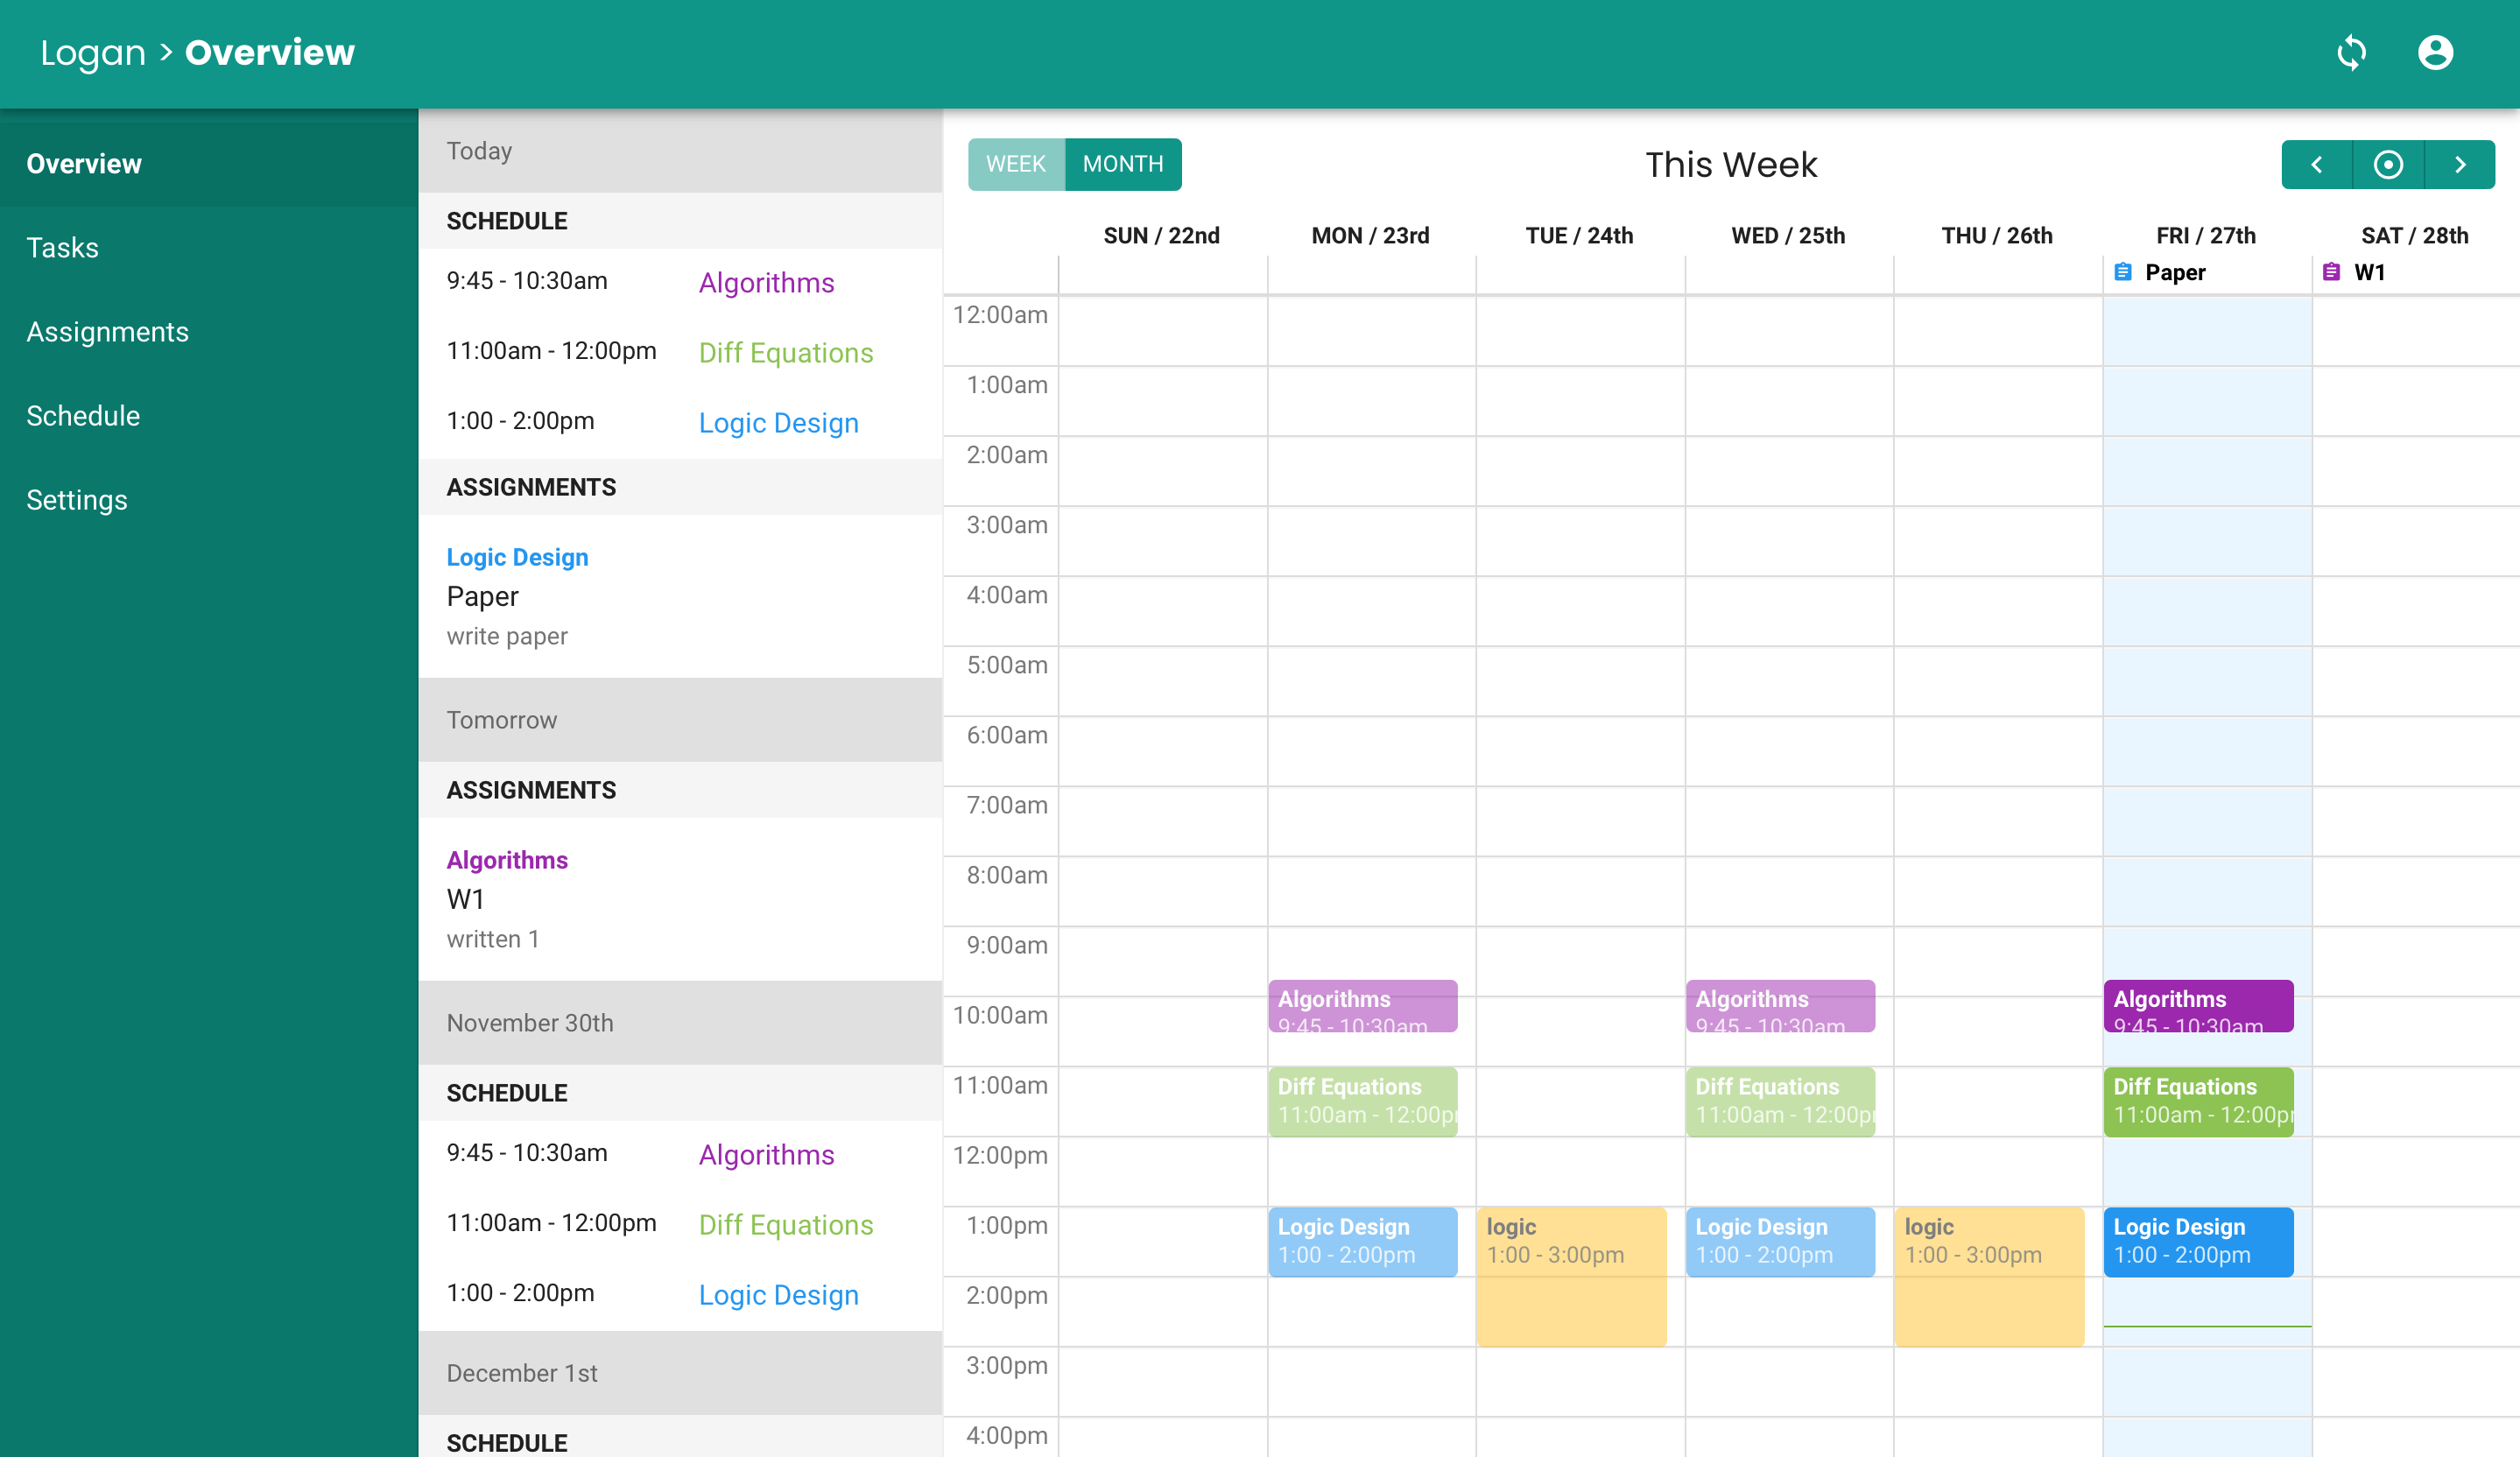 Logan > Overview
Overview
Tasks
Assignments
Schedule
Settings
Today
SCHEDULE
9:45 - 10:30am Algorithms
11:00am - 12:00pm Diff Equations
1:00 - 2:00pm Logic Design
ASSIGNMENTS
Logic Design
Paper
write paper
Tomorrow
ASSIGNMENTS
Algorithms
W1
written 1
November 30th
SCHEDULE
9:45 - 10:30am Algorithms
11:00am - 12:00pm Diff Equations
1:00 - 2:00pm Logic Design
December 1st
SCHEDULE
WEEK MONTH
This Week
SUN / 22nd MON / 23rd TUE / 24th WED / 25th THU / 26th FRI / 27th SAT / 28th
Paper W1
12:00am
1:00am
2:00am
3:00am
4:00am
5:00am
6:00am
7:00am
8:00am
9:00am
Algorithms Algorithms Algorithms
9:45 - 10:30am 9:45 - 10:30am 9:45 - 10:30am
10:00am
11:00am Diff Equations Diff Equations Diff Equations
11:00am - 12:00p 11:00am - 12:00p 11:00am - 12:00p
12:00pm
1:00pm Logic Design logic Logic Design logic Logic Design
1:00 - 2:00pm 1:00 - 3:00pm 1:00 - 2:00pm 1:00 - 3:00pm 1:00 - 2:00pm
2:00pm
3:00pm
4:00pm